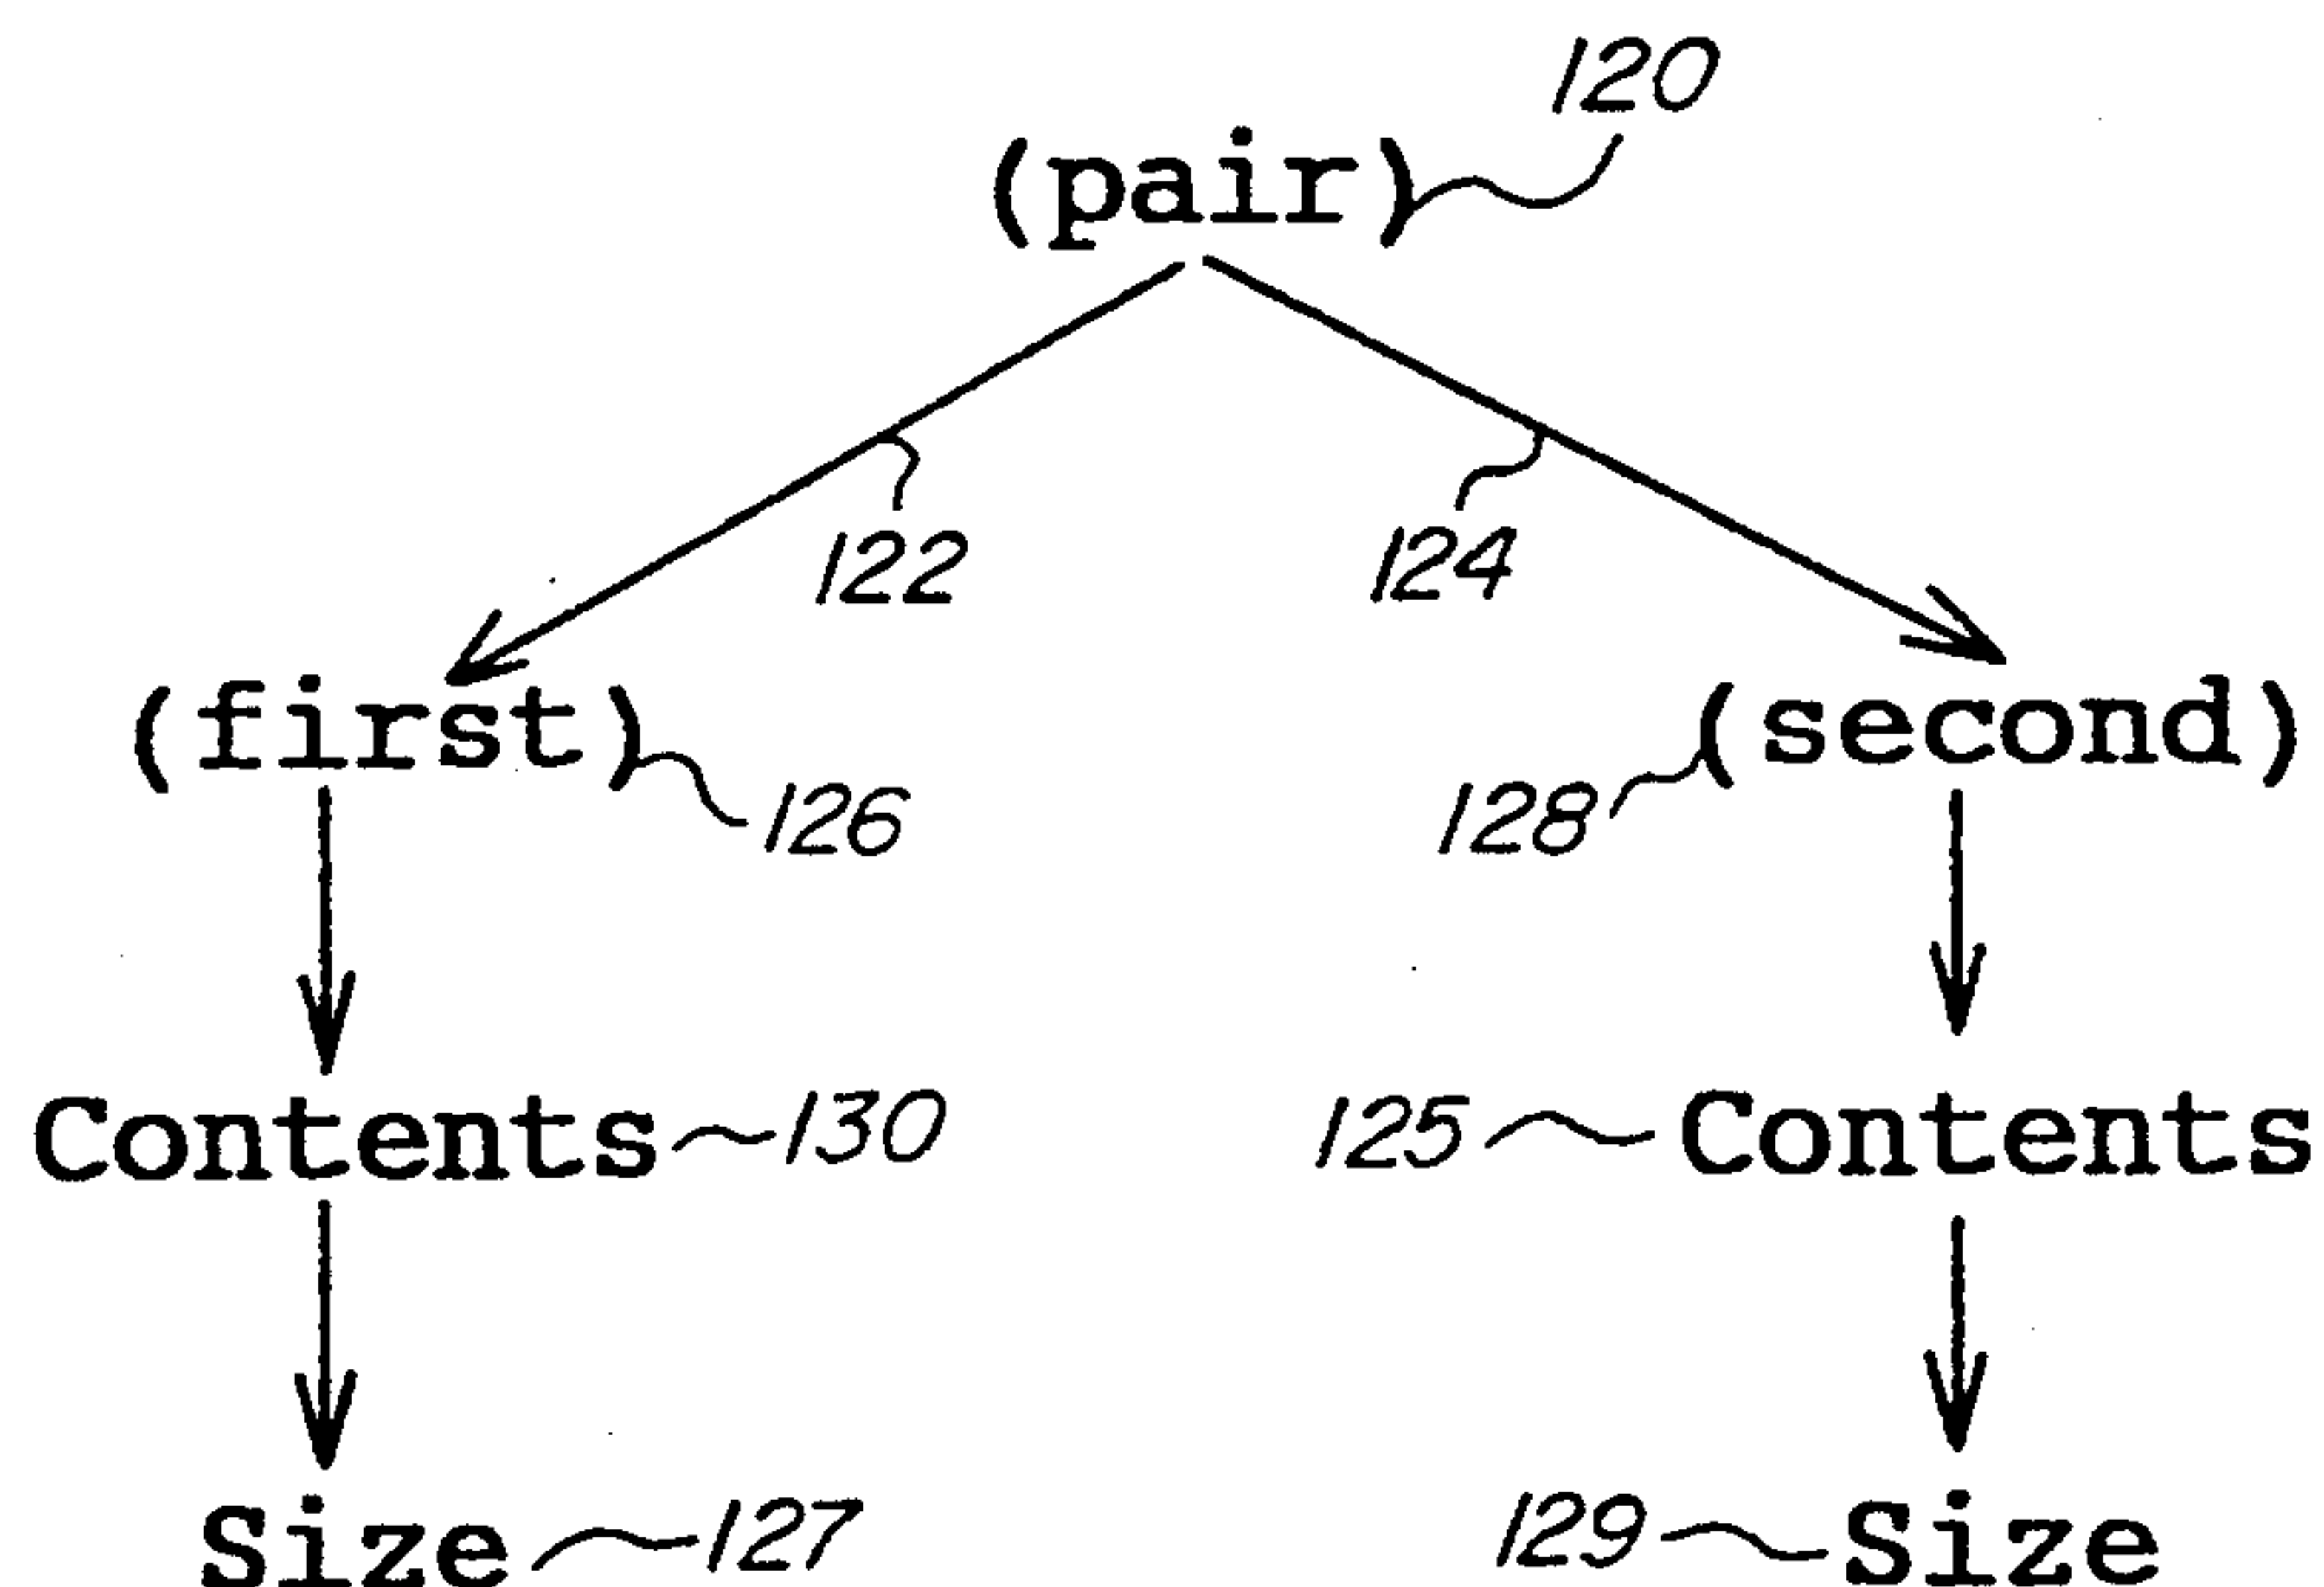 120
(pair)
122 124
(first) (second)
126 128
Contents 130 125 Contents
Size 127 129 Size